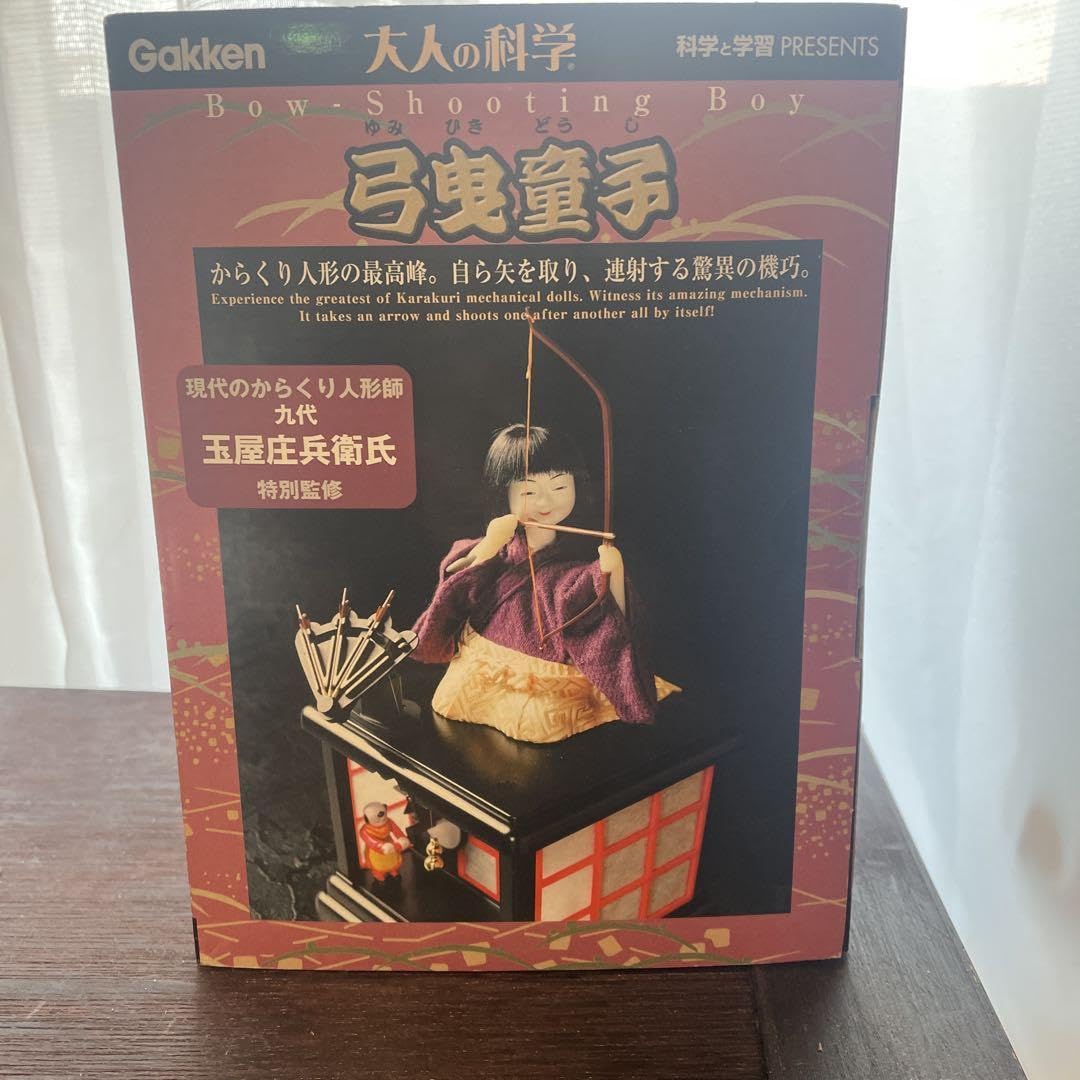 Gakken
大人の科学®
科学と学習 PRESENTS
Bow-Shooting Boy
ゆみ ひき どう じ
弓曳童子
からくり人形の最高峰。自ら矢を取り、連射する驚異の機巧。
Experience the greatest of Karakuri mechanical dolls. Witness its amazing mechanism.
It takes an arrow and shoots one after another all by itself!
現代のからくり人形師
九代
玉屋庄兵衛氏
特別監修